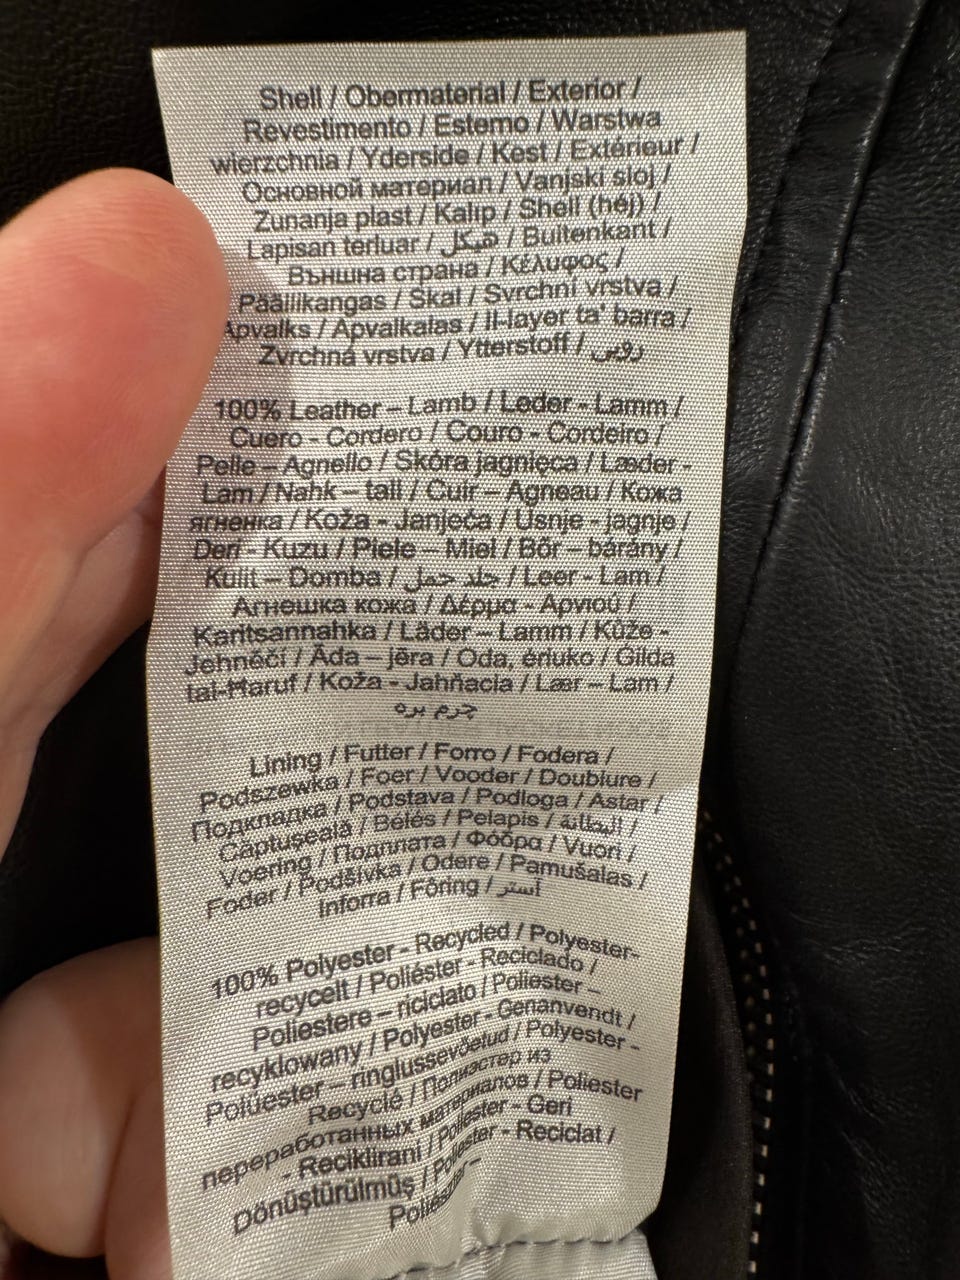 Shell / Obermaterial / Exterior /
Revestimento / Esterno / Warstwa
wierzchnia / Yderside / Kest / Extérieur /
Основной материал / Vanjski sloj /
Zunanja plast / Kalıp / Shell (héj) /
Lapisan terluar / هيكل / Buitenkant /
Външна страна / Κέλυφος /
Päällikangas / Skal / Svrchní vrstva /
Apvalks / Apvalkalas / Il-layer ta' barra /
Zvrchná vrstva / Ytterstoff / رویی
100% Leather – Lamb / Leder - Lamm /
Cuero - Cordero / Couro - Cordeiro /
Pelle – Agnello / Skóra jagnięca / Læder -
Lam / Nahk – tall / Cuir – Agneau / Кожа
ягненка / Koža - Janjeća / Usnje - jagnje /
Deri - Kuzu / Piele – Miel / Bőr – bárány /
Kulit – Domba / جلد حمل / Leer - Lam /
Агнешка кожа / Δέρμα - Αρνιού /
Karitsannahka / Läder – Lamm / Kůže -
Jehněčí / Āda – jēra / Oda, ėriuko / Ġilda
tal-Ħaruf / Koža - Jahňacia / Lær – Lam /
چرم بره
Lining / Futter / Forro / Fodera /
Podszewka / Foer / Vooder / Doublure /
Подкладка / Podstava / Podloga / Astar /
Căptușeală / Bélés / Pelapis / البطانة /
Voering / Подплата / Φόδρα / Vuori /
Foder / Podšívka / Odere / Pamušalas /
Inforra / Fôring / آستر
100% Polyester - Recycled / Polyester-
recycelt / Poliéster - Reciclado /
Poliestere – riciclato / Poliester –
recyklowany / Polyester - Genanvendt /
Polüester – ringlussevõetud / Polyester -
Recyclé / Полиэстер из
переработанных материалов / Poliester
- Reciklirani / Poliester - Geri
Dönüştürülmüş / Poliester - Reciclat /
Poliészter –